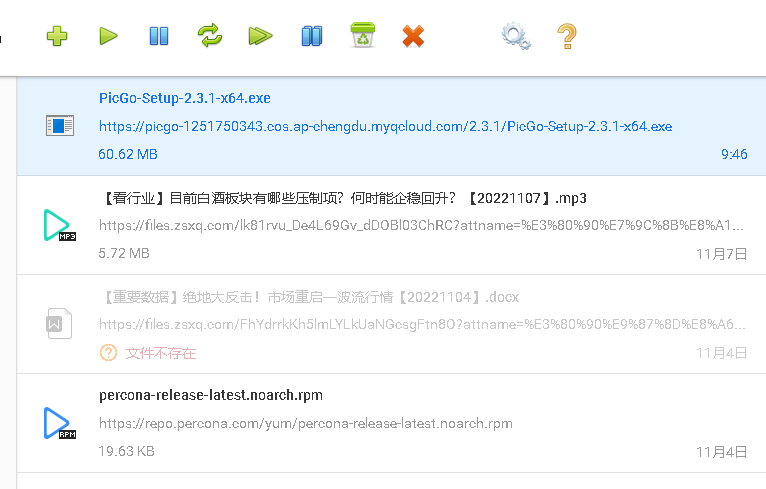 PicGo-Setup-2.3.1-x64.exe
https://picgo-1251750343.cos.ap-chengdu.myqcloud.com/2.3.1/PicGo-Setup-2.3.1-x64.exe
60.62 MB
9:46
【看行业】目前白酒板块有哪些压制项？何时能企稳回升？【20221107】.mp3
https://files.zsxq.com/lk81rvu_De4L69Gv_dDOBl03ChRC?attname=%E3%80%90%E7%9C%8B%E8%A1...
MP3
5.72 MB
11月7日
【重要数据】绝地大反击！市场重启一波流行情【20221104】.docx
W
https://files.zsxq.com/FhYdrrkKh5lmLYLkUaNGcsgFtn8O?attname=%E3%80%90%E9%87%8D%E8%A6...
文件不存在
11月4日
percona-release-latest.noarch.rpm
https://repo.percona.com/yum/percona-release-latest.noarch.rpm
RPM
19.63 KB
11月4日